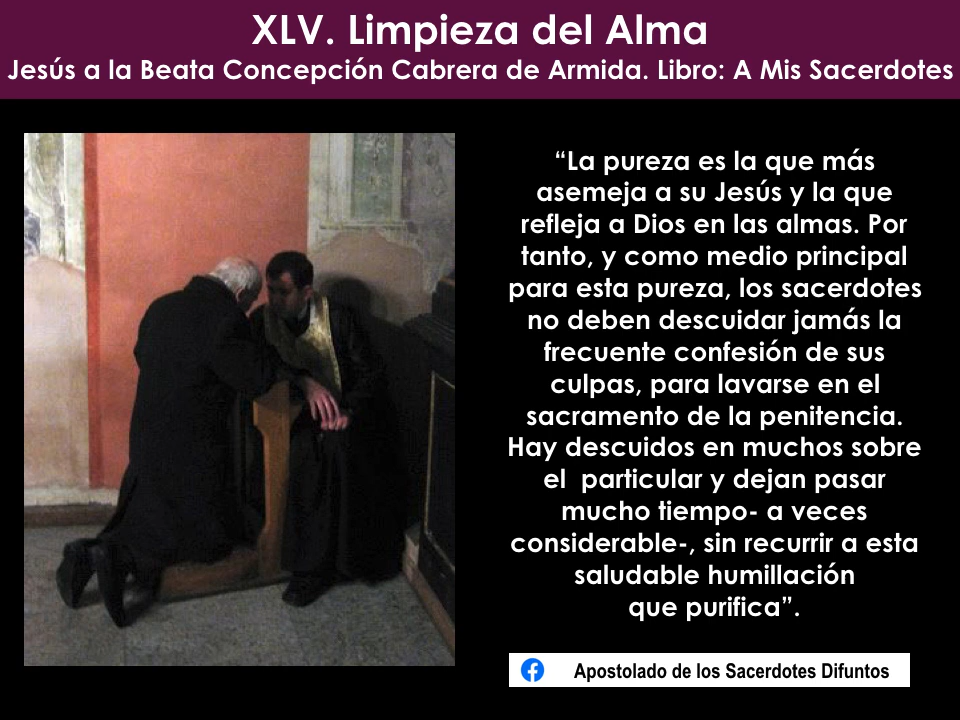 XLV. Limpieza del Alma
Jesús a la Beata Concepción Cabrera de Armida. Libro: A Mis Sacerdotes
“La pureza es la que más
asemeja a su Jesús y la que
refleja a Dios en las almas. Por
tanto, y como medio principal
para esta pureza, los sacerdotes
no deben descuidar jamás la
frecuente confesión de sus
culpas, para lavarse en el
sacramento de la penitencia.
Hay descuidos en muchos sobre
el  particular y dejan pasar
mucho tiempo- a veces
considerable-, sin recurrir a esta
saludable humillación
que purifica”.
Apostolado de los Sacerdotes Difuntos